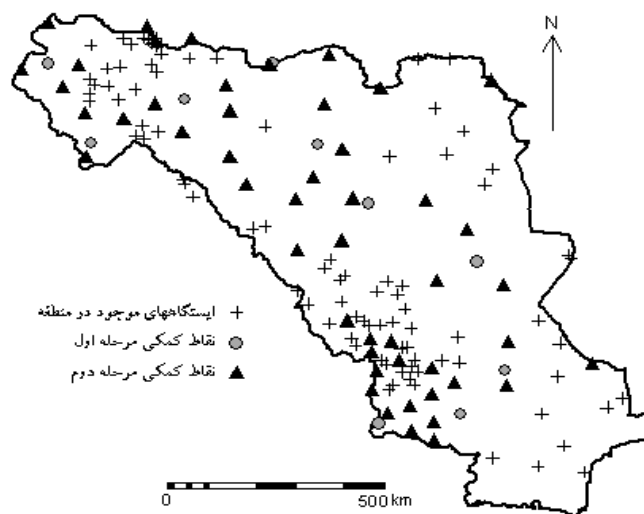 N
ایستگاههای موجود در منطقه
نقاط کمکی مرحله اول
نقاط کمکی مرحله دوم
0 500 km